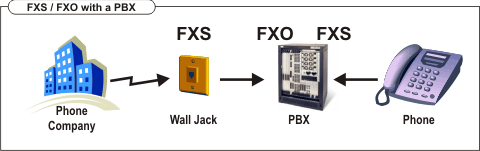 FXS / FXO with a PBX
FXS
FXO
FXS
Phone
Company
Wall Jack
PBX
Phone